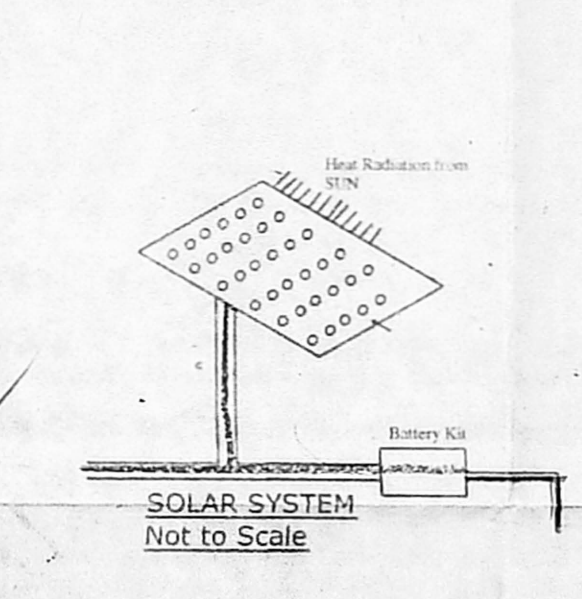 Heat Radiation from
SUN
Battery Kit
SOLAR SYSTEM
Not to Scale